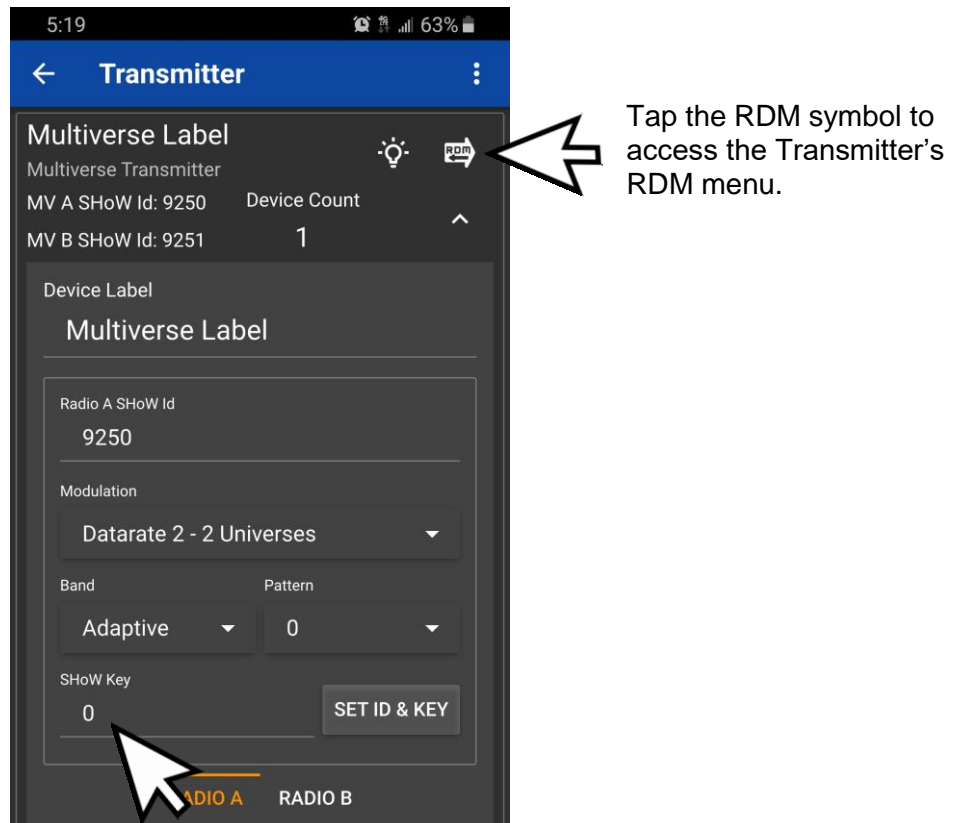 5:19 63%
Transmitter
Multiverse Label
RDM
Multiverse Transmitter
MV A SHoW Id: 9250 Device Count
MV B SHoW Id: 9251 1
Tap the RDM symbol to
access the Transmitter's
RDM menu.
Device Label
Multiverse Label
Radio A SHoW Id
9250
Modulation
Datarate 2 - 2 Universes
Band Pattern
Adaptive 0
SHoW Key
0 SET ID & KEY
ADIO A RADIO B